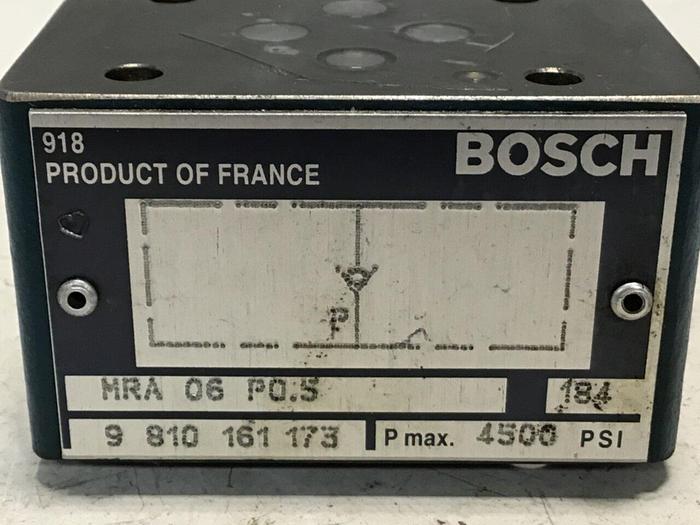 918
BOSCH
PRODUCT OF FRANCE
P
MRA 06 P0.5
184
9 810 161 173
P max. 4500 PSI